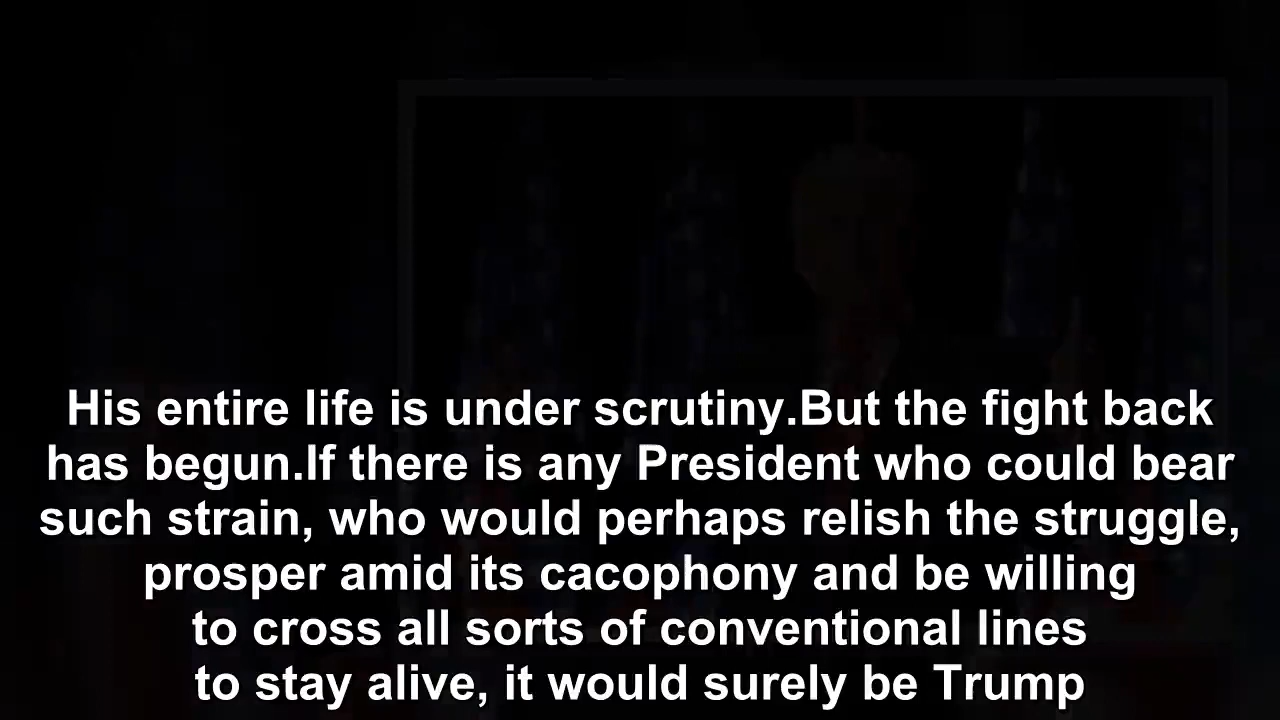 His entire life is under scrutiny.But the fight back
has begun.If there is any President who could bear
such strain, who would perhaps relish the struggle,
prosper amid its cacophony and be willing
to cross all sorts of conventional lines
to stay alive, it would surely be Trump